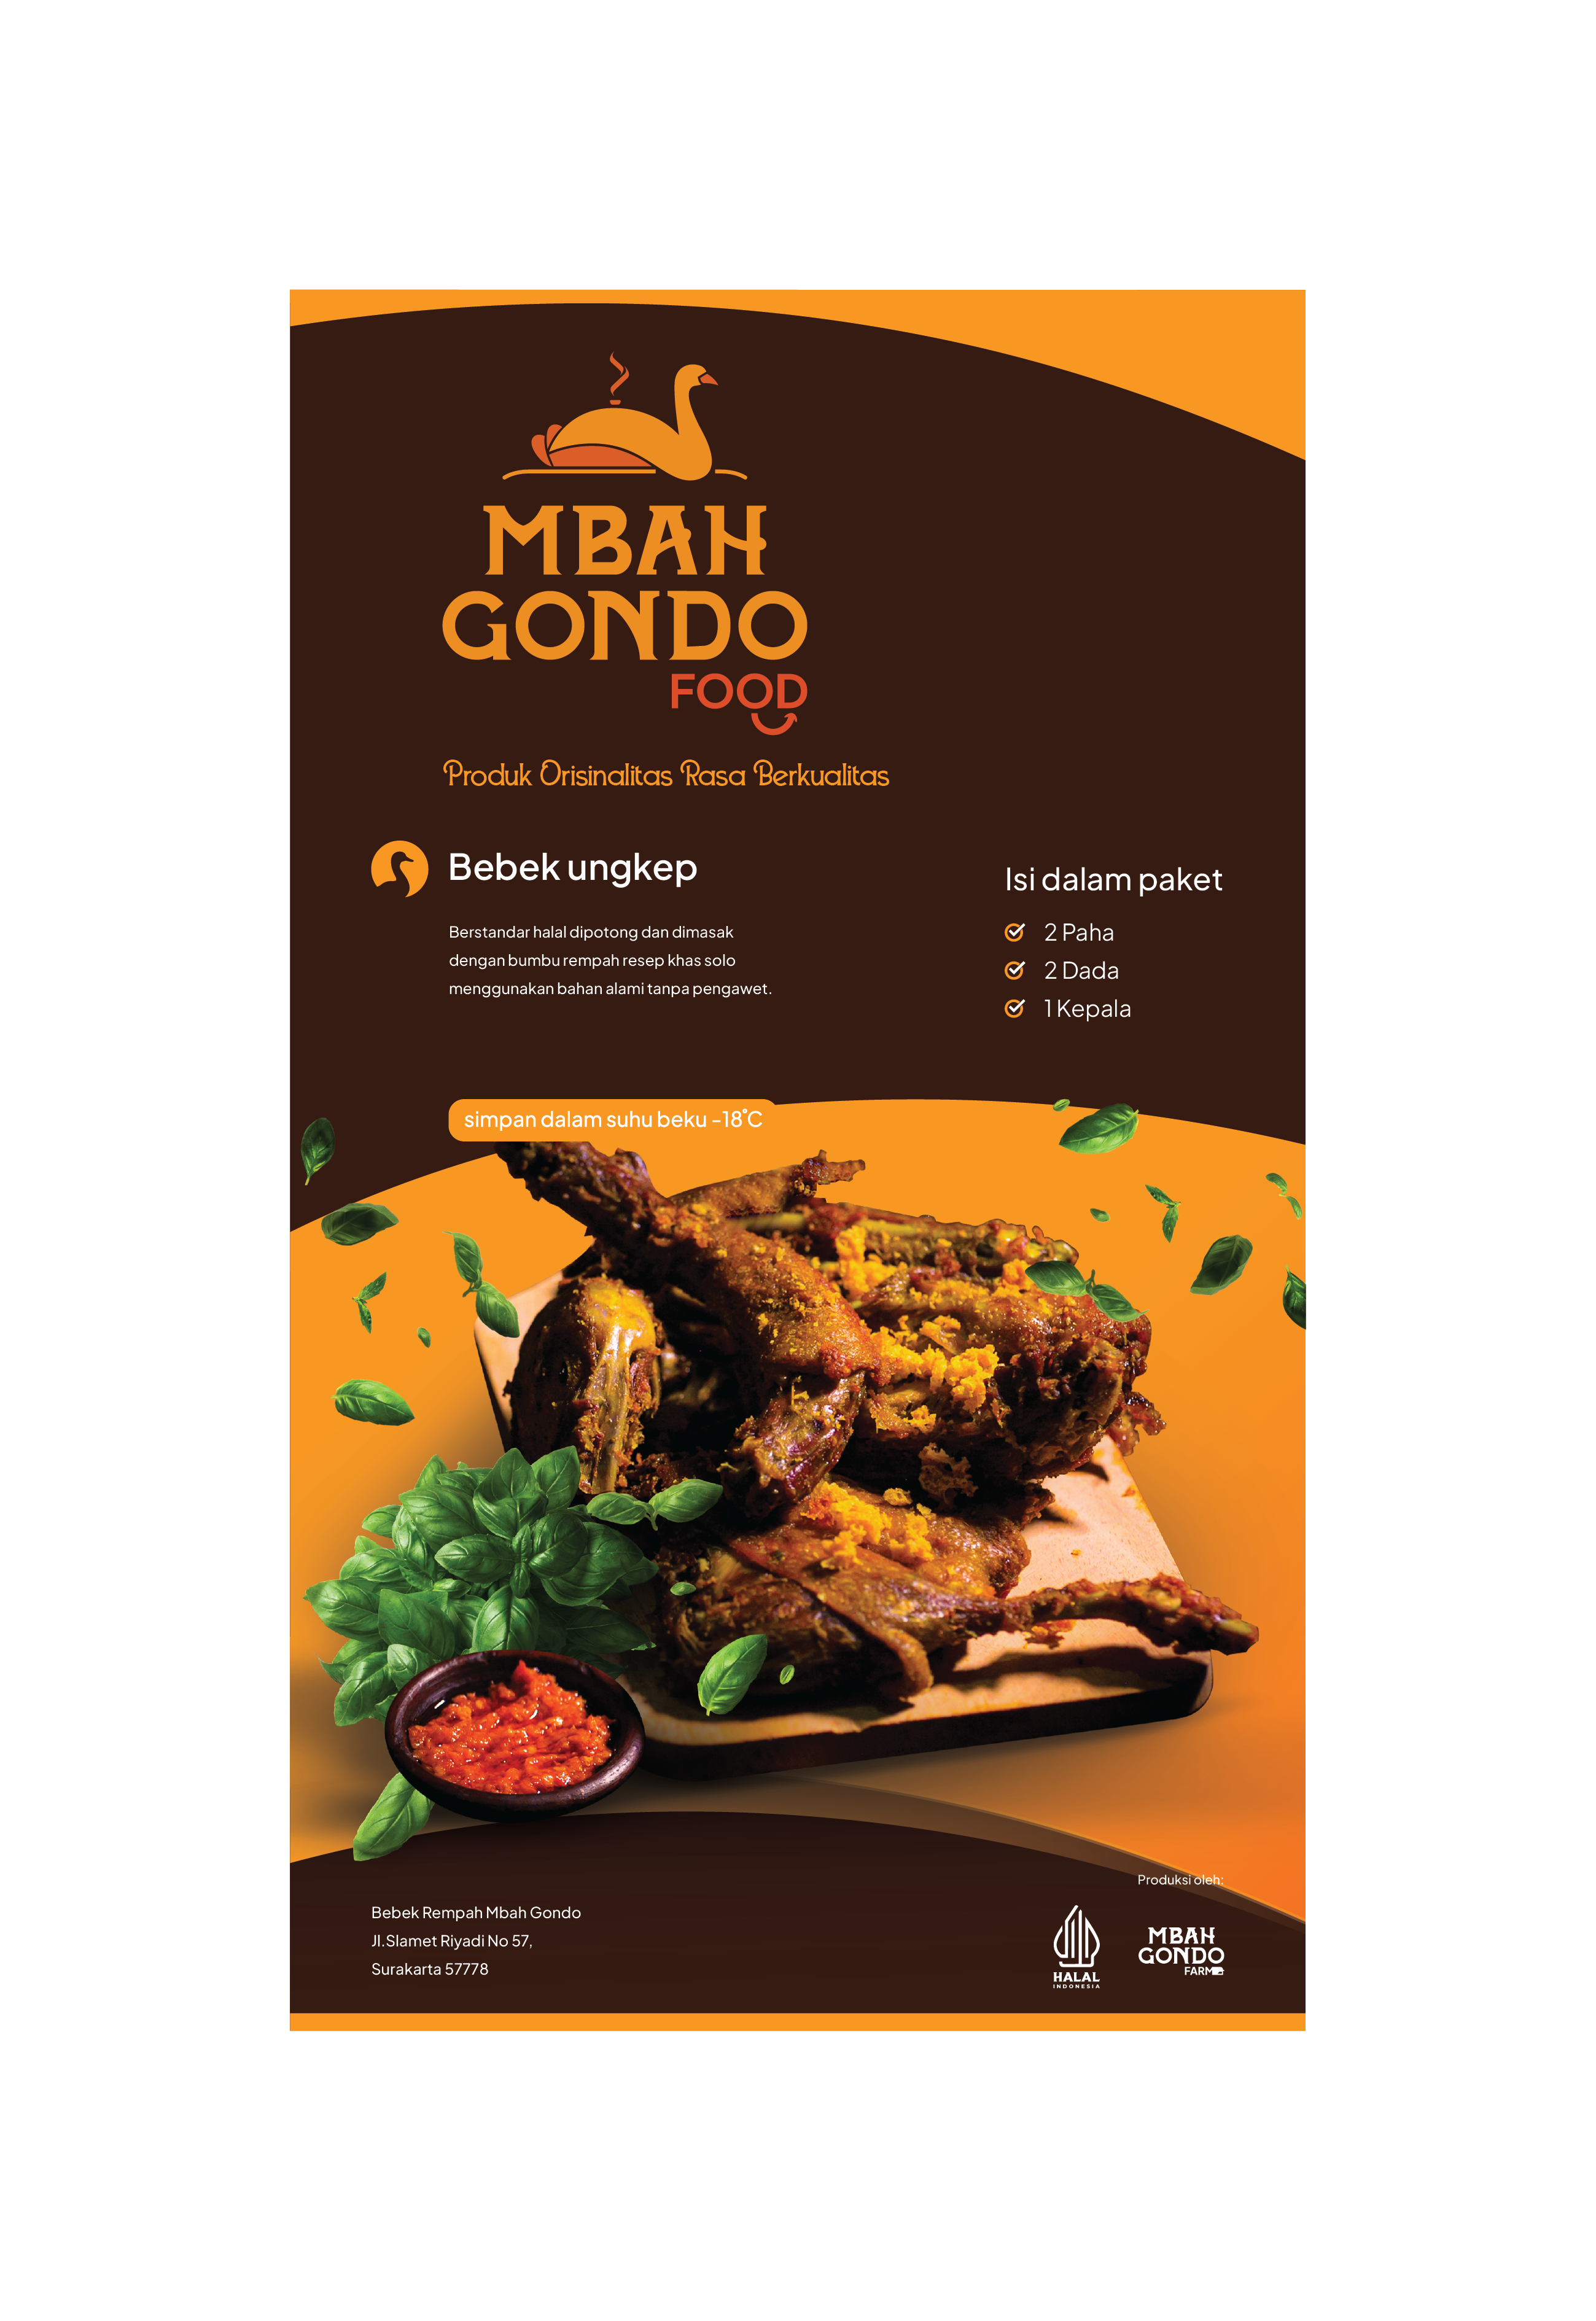 MBAH
GONDO
FOOD
Produk Orisinalitas Rasa Berkualitas
Bebek ungkep
Berstandar halal dipotong dan dimasak
dengan bumbu rempah resep khas solo
menggunakan bahan alami tanpa pengawet.
Isi dalam paket
2 Paha
2 Dada
1 Kepala
simpan dalam suhu beku -18°C
Bebek Rempah Mbah Gondo
Jl.Slamet Riyadi No 57,
Surakarta 57778
Produksi oleh:
HALAL
INDONESIA
MBAH
GONDO
FARM